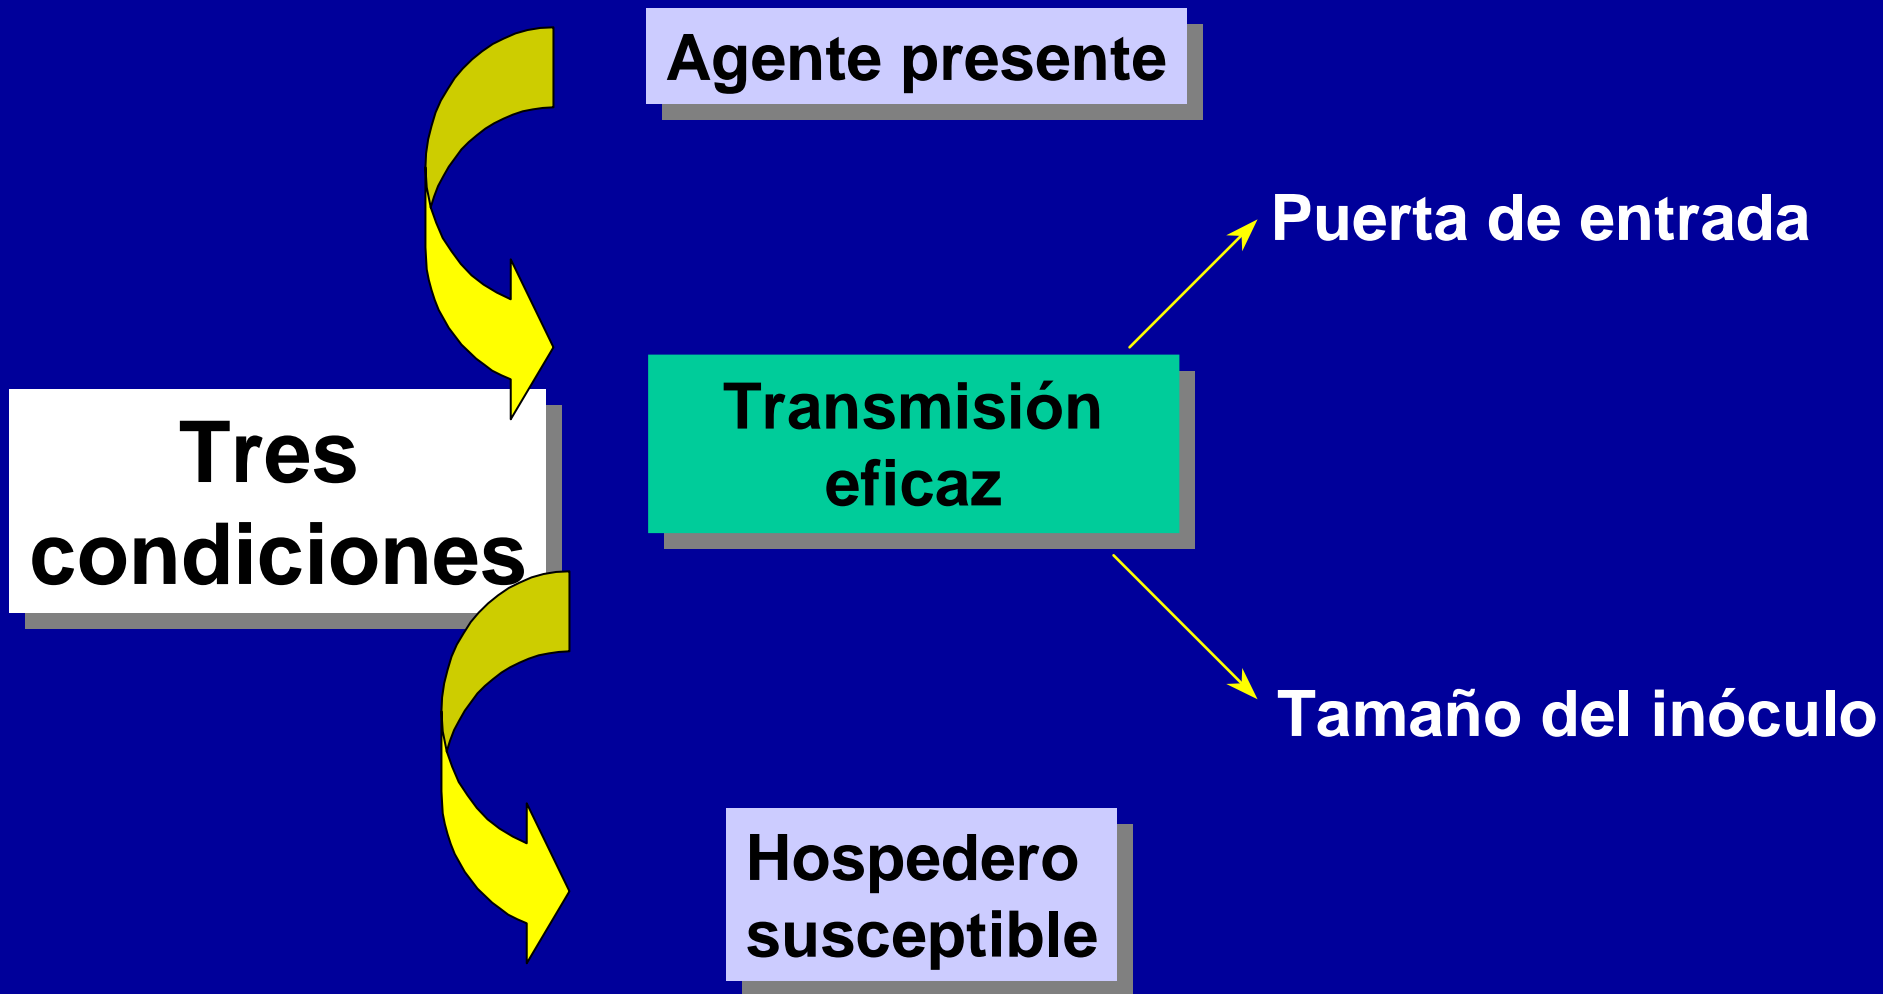 Agente presente
Puerta de entrada
Transmisión
eficaz
Tres
condiciones
Tamaño del inóculo
Hospedero
susceptible